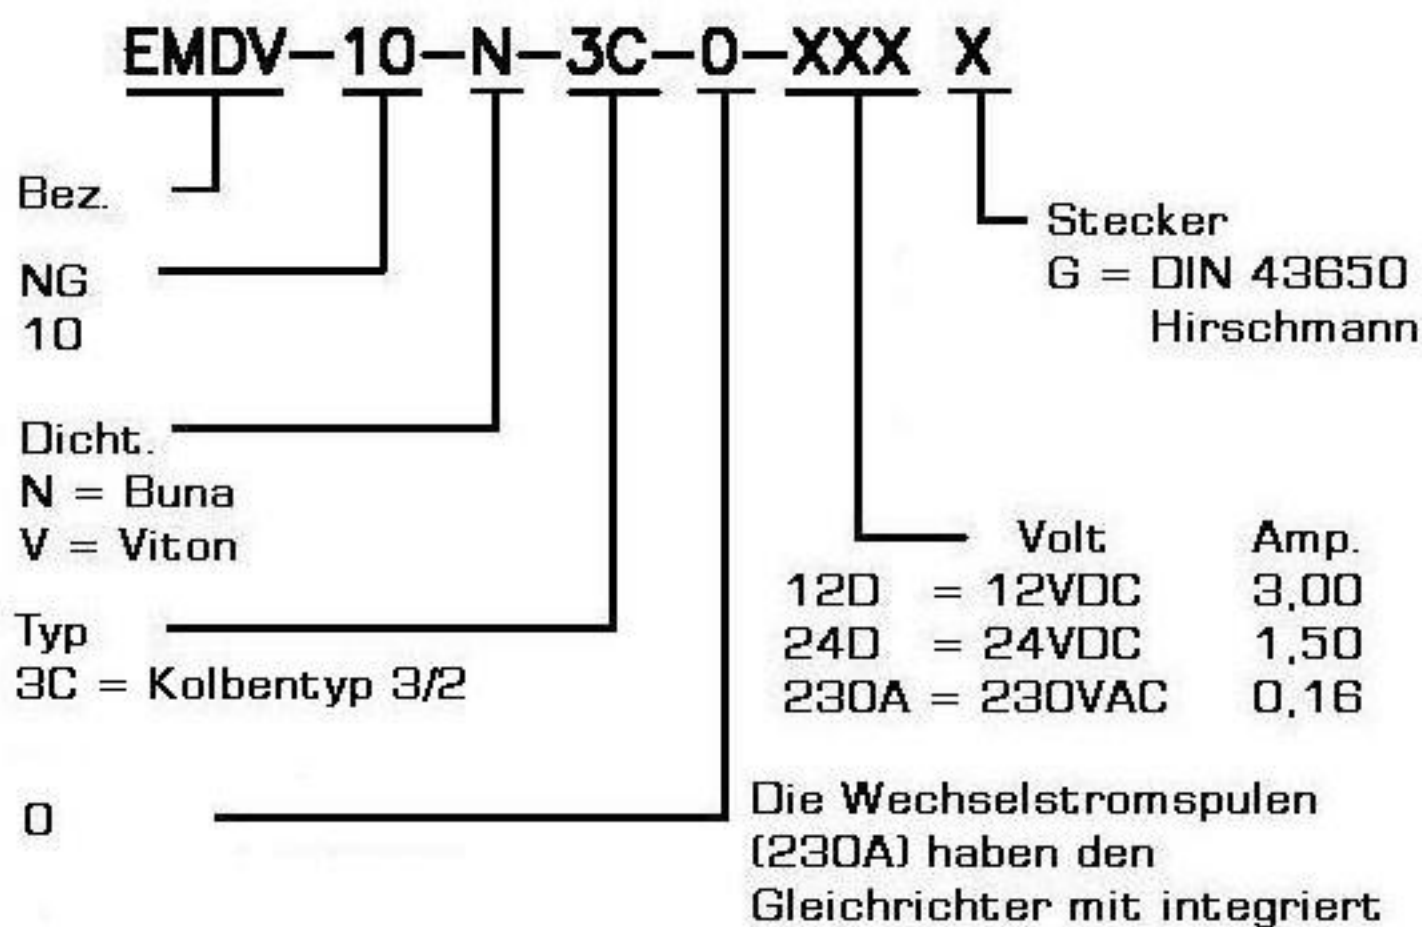 EMDV-10-N-3C-0-XXX X
Bez.
NG
10
Dicht.
N = Buna
V = Viton
Typ
3C = Kolbentyp 3/2
0
Stecker
G = DIN 43650
Hirschmann
Volt Amp.
12D = 12VDC 3,00
24D = 24VDC 1,50
230A = 230VAC 0,16
Die Wechselstromspulen
(230A) haben den
Gleichrichter mit integriert